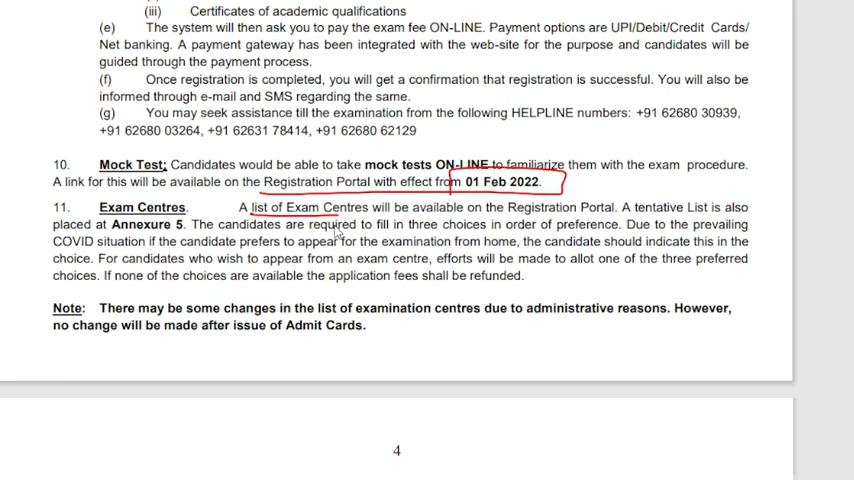 (iii) Certificates of academic qualifications
(e) The system will then ask you to pay the exam fee ON-LINE. Payment options are UPI/Debit/Credit Cards/
Net banking. A payment gateway has been integrated with the web-site for the purpose and candidates will be
guided through the payment process.
(f) Once registration is completed, you will get a confirmation that registration is successful. You will also be
informed through e-mail and SMS regarding the same.
(g) You may seek assistance till the examination from the following HELPLINE numbers: +91 62680 30939,
+91 62680 03264, +91 62631 78414, +91 62680 62129
10. Mock Test; Candidates would be able to take mock tests ON-LINE to familiarize them with the exam procedure.
A link for this will be available on the Registration Portal with effect from 01 Feb 2022.
11. Exam Centres. A list of Exam Centres will be available on the Registration Portal. A tentative List is also
placed at Annexure 5. The candidates are required to fill in three choices in order of preference. Due to the prevailing
COVID situation if the candidate prefers to appear for the examination from home, the candidate should indicate this in the
choice. For candidates who wish to appear from an exam centre, efforts will be made to allot one of the three preferred
choices. If none of the choices are available the application fees shall be refunded.
Note: There may be some changes in the list of examination centres due to administrative reasons. However,
no change will be made after issue of Admit Cards.
4